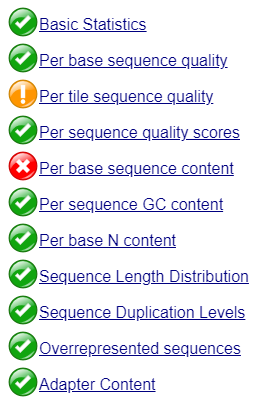 Basic Statistics
Per base sequence quality
Per tile sequence quality
Per sequence quality scores
Per base sequence content
Per sequence GC content
Per base N content
Sequence Length Distribution
Sequence Duplication Levels
Overrepresented sequences
Adapter Content